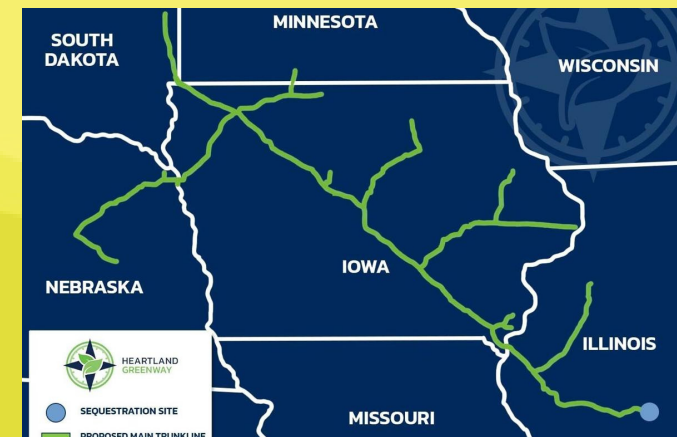 MINNESOTA
SOUTH
DAKOTA
WISCONSIN
IOWA
NEBRASKA
ILLINOIS
HEARTLAND
GREENWAY
SEQUESTRATION SITE
MISSOURI
PROPOSED MAIN TRUNKLINE